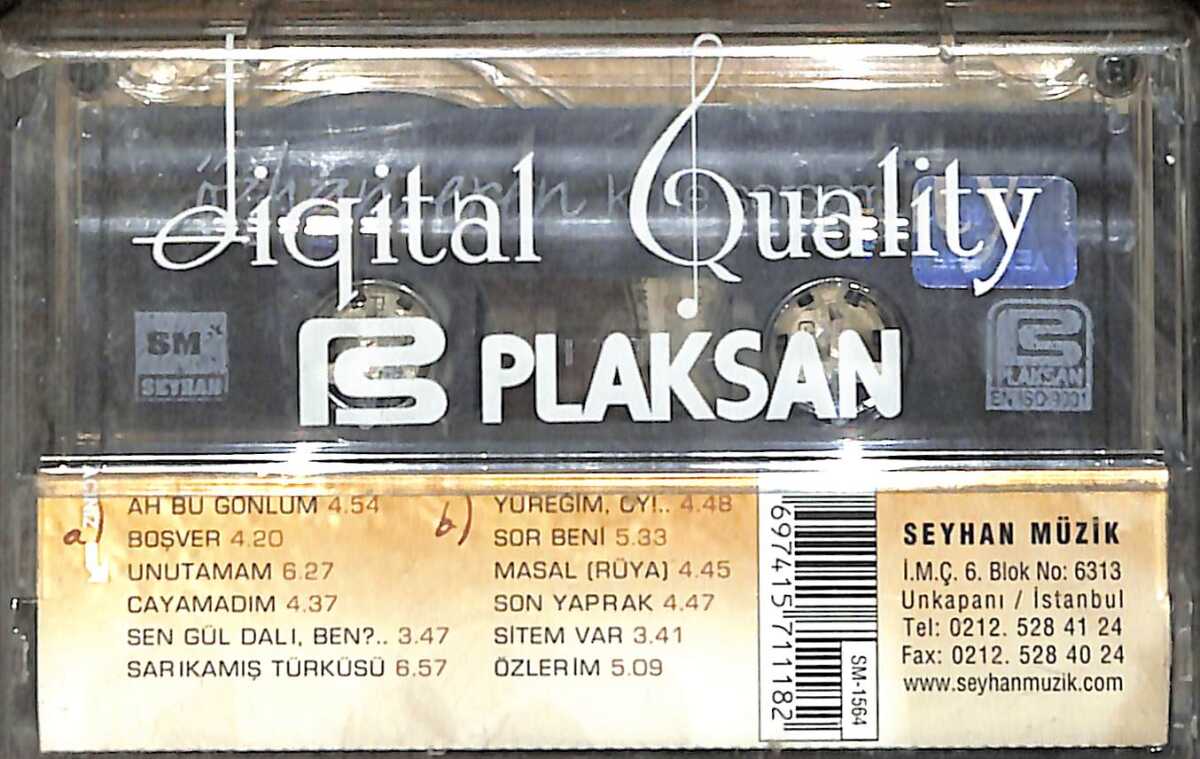 Digital Quality
PLAKSAN
SM
SEYHAN
PLAKSAN
EN ISO 9001
a)
AH BU GÖNLÜM 4.54
BOŞVER 4.20
UNUTAMAM 6.27
CAYAMADIM 4.37
SEN GÜL DALI, BEN?.. 3.47
SARIKAMIŞ TÜRKÜSÜ 6.57
b)
YÜREĞİM, OY!.. 4.48
SOR BENİ 5.33
MASAL (RÜYA) 4.45
SON YAPRAK 4.47
SİTEM VAR 3.41
ÖZLERİM 5.09
697415711182
SM-1564
SEYHAN MÜZİK
İ.M.Ç. 6. Blok No: 6313
Unkapanı / İstanbul
Tel: 0212. 528 41 24
Fax: 0212. 528 40 24
www.seyhanmuzik.com